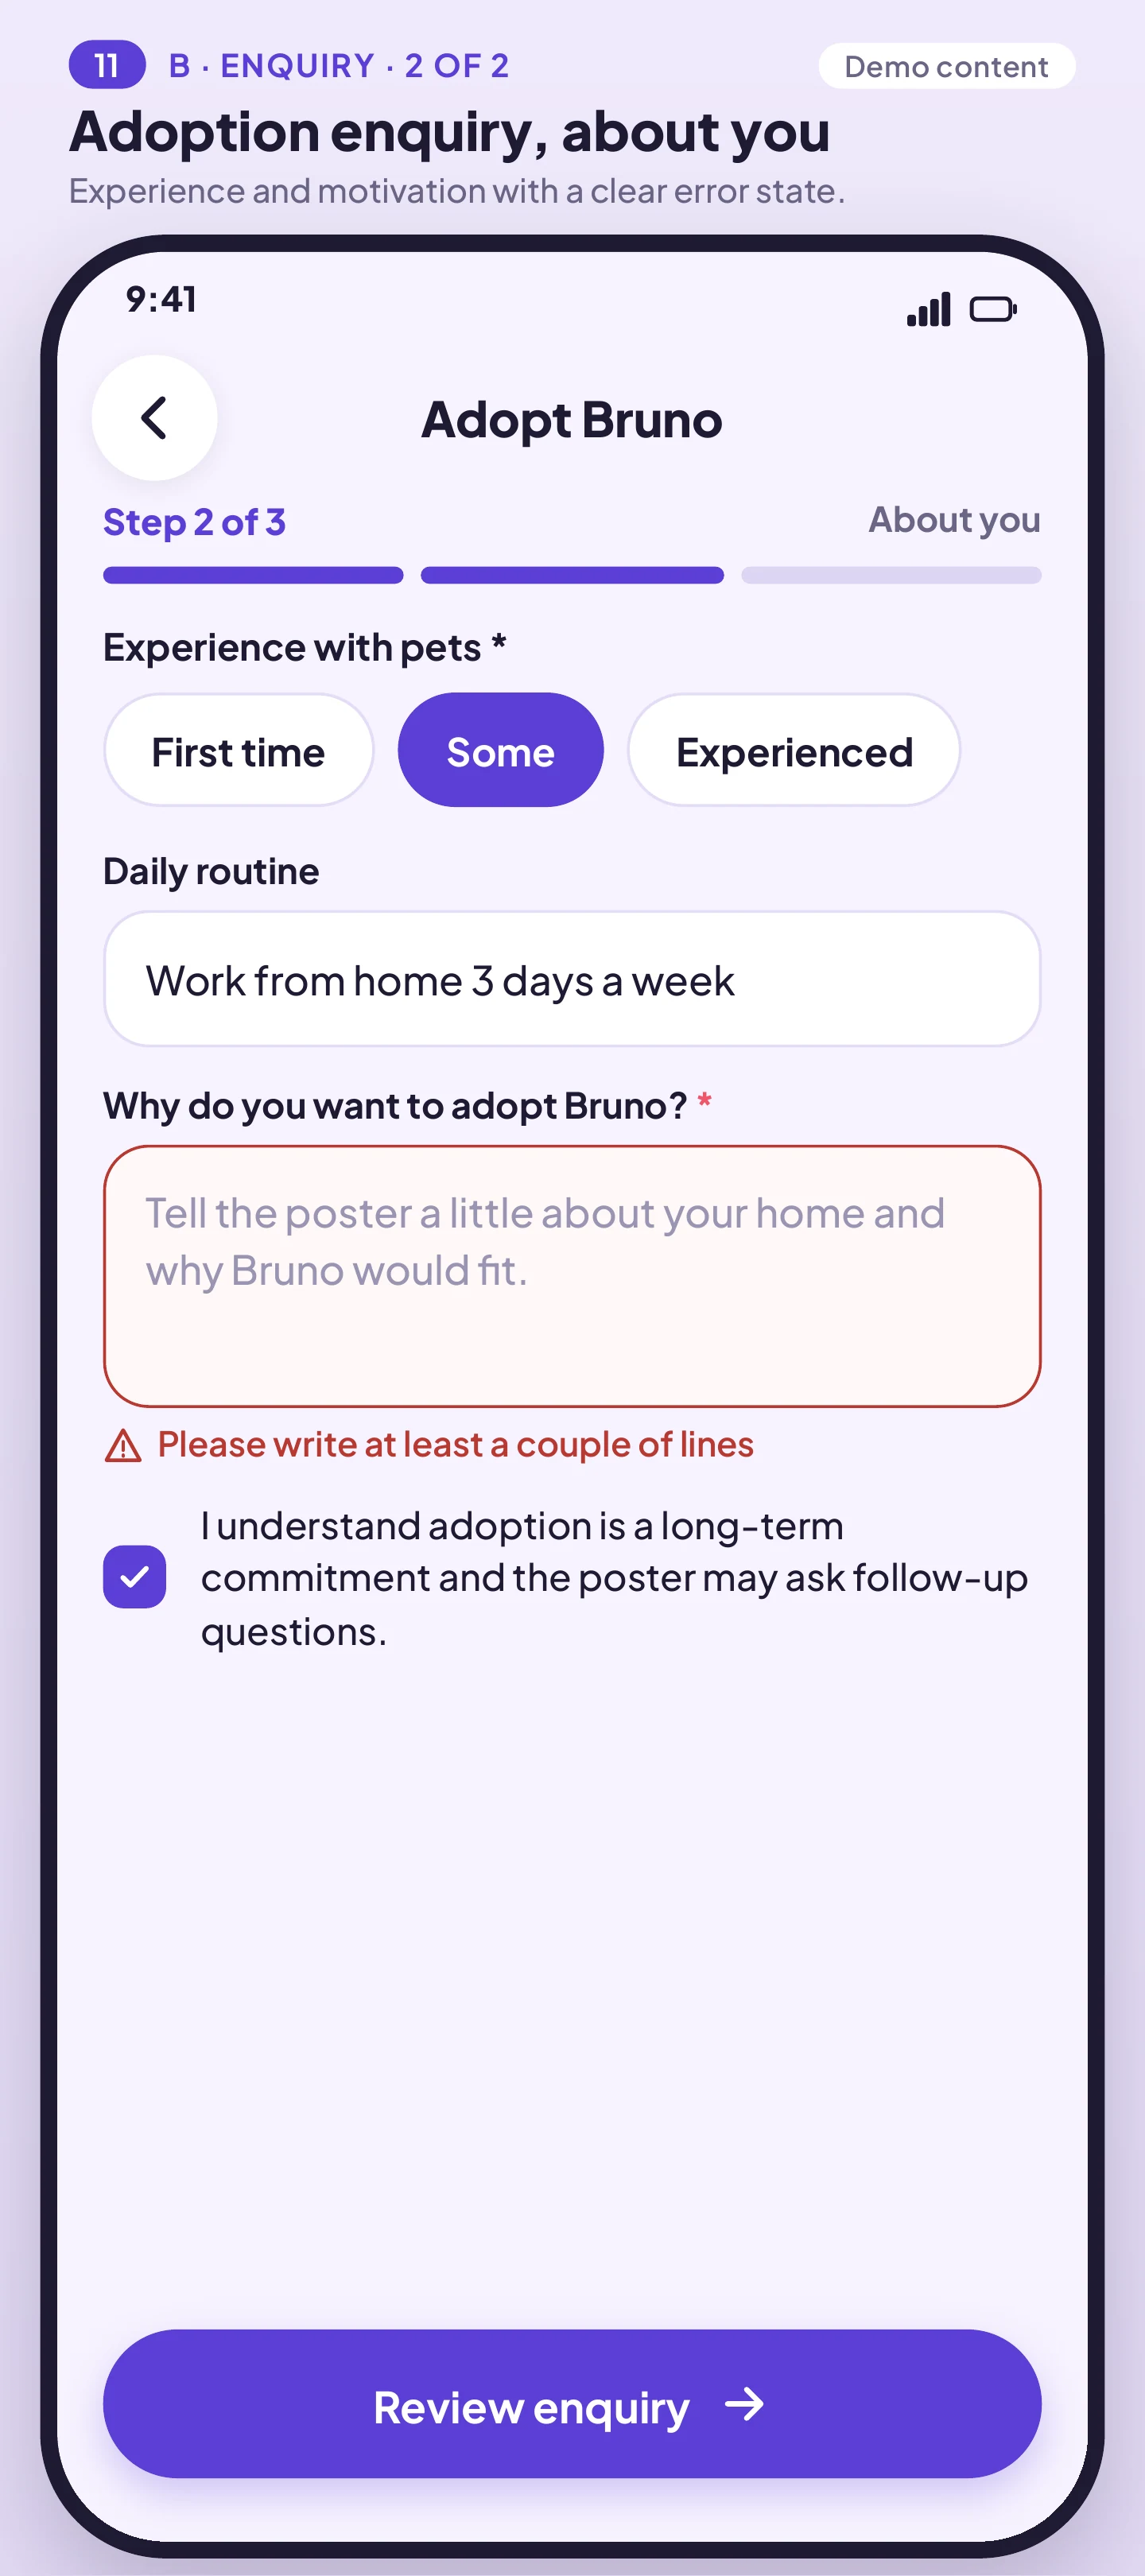 11 B · ENQUIRY · 2 OF 2 Demo content
Adoption enquiry, about you
Experience and motivation with a clear error state.
9:41
Adopt Bruno
Step 2 of 3 About you
Experience with pets *
First time Some Experienced
Daily routine
Work from home 3 days a week
Why do you want to adopt Bruno? *
Tell the poster a little about your home and
why Bruno would fit.
Please write at least a couple of lines
I understand adoption is a long-term
commitment and the poster may ask follow-up
questions.
Review enquiry →